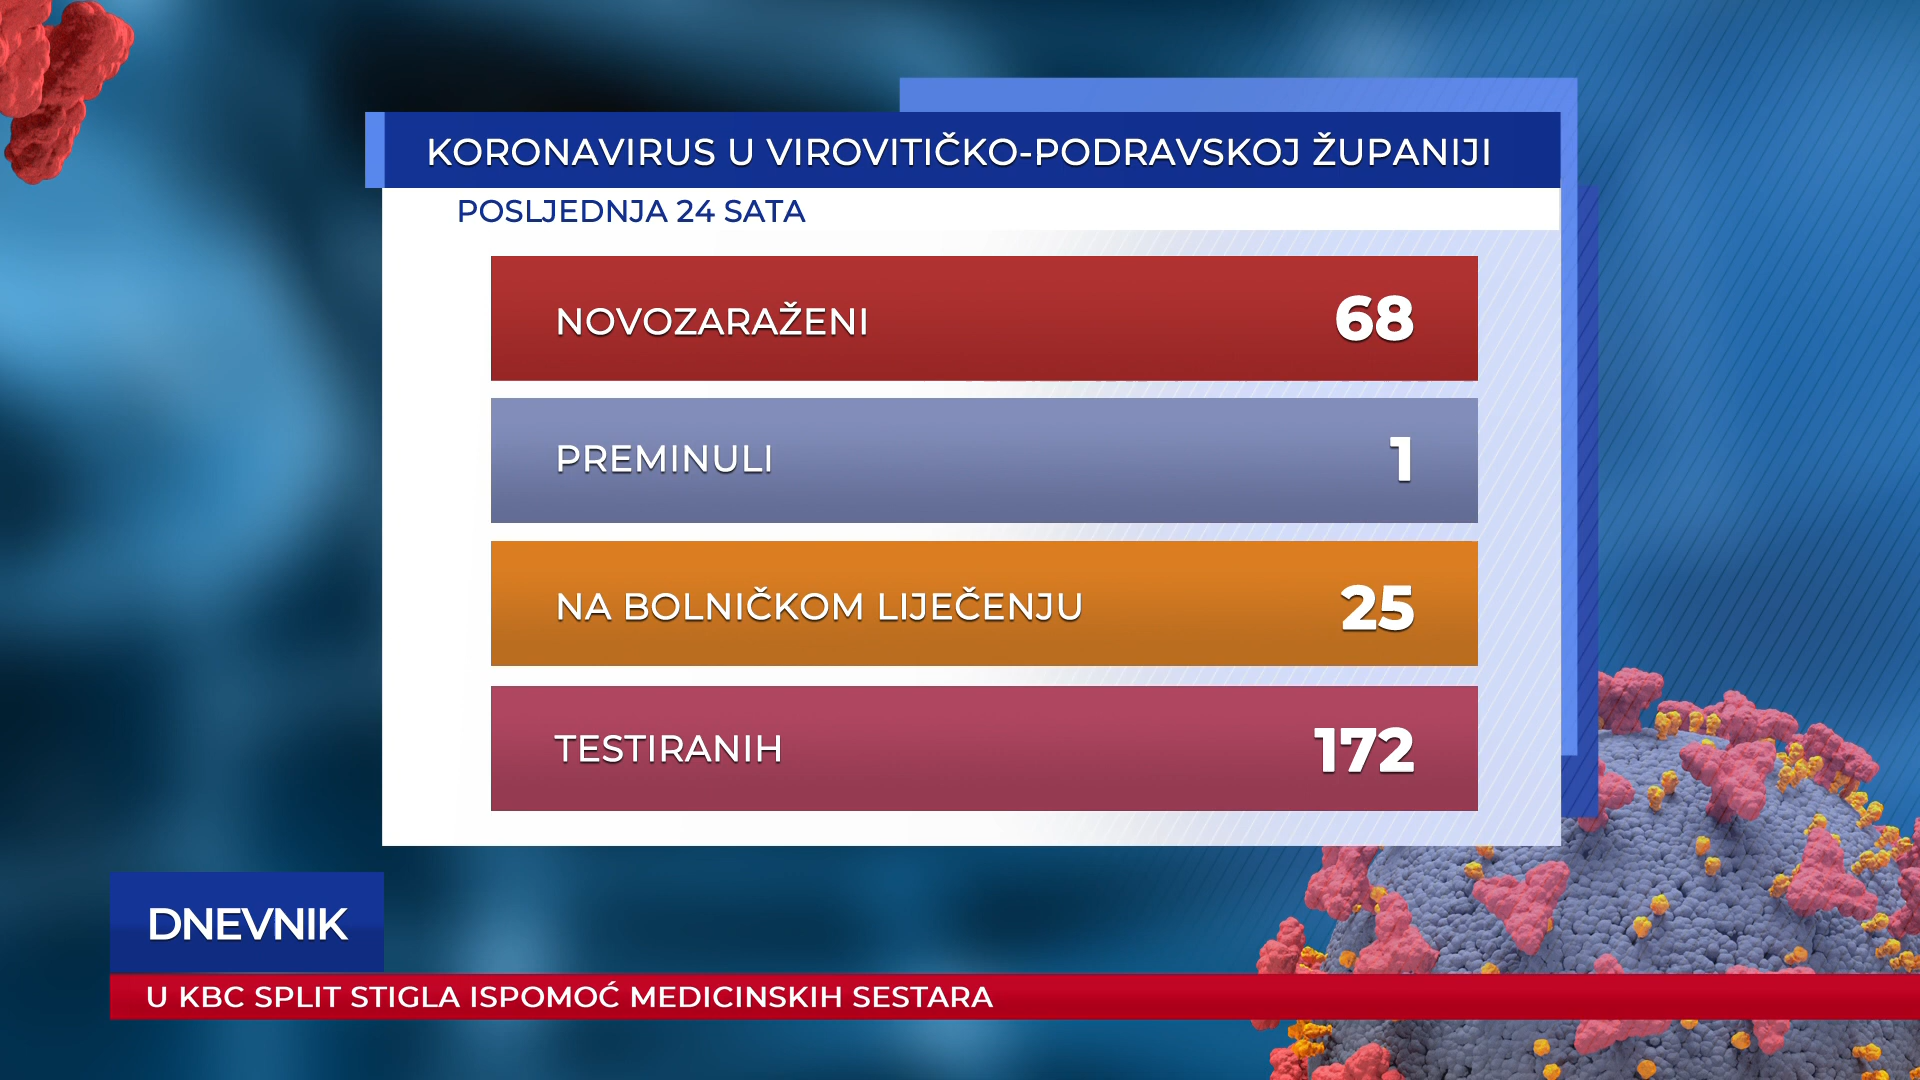 KORONAVIRUS U VIROVITIČKO-PODRAVSKOJ ŽUPANIJI
POSLJEDNJA 24 SATA
NOVOZARAŽENI 68
PREMINULI 1
NA BOLNIČKOM LIJEČENJU 25
TESTIRANIH 172
DNEVNIK
U KBC SPLIT STIGLA ISPOMOĆ MEDICINSKIH SESTARA